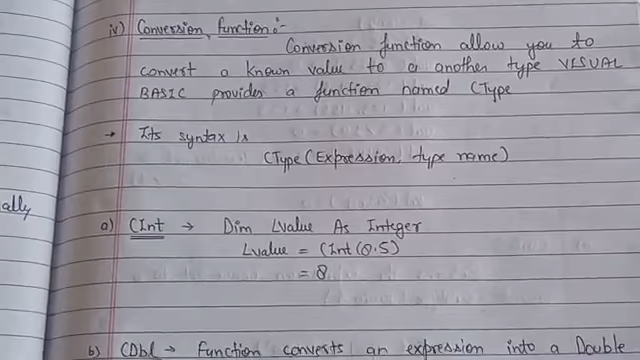 iv) Conversion function :-
Conversion function allow you to
convert a known value to a another type VISUAL
BASIC provides a function named CType
→ Its syntax is
CType (Expression, type name)
ally
a) CInt → Dim Lvalue As Integer
Lvalue = CInt (8.5)
= 8
b) CDbl → function converts an expression into a Double